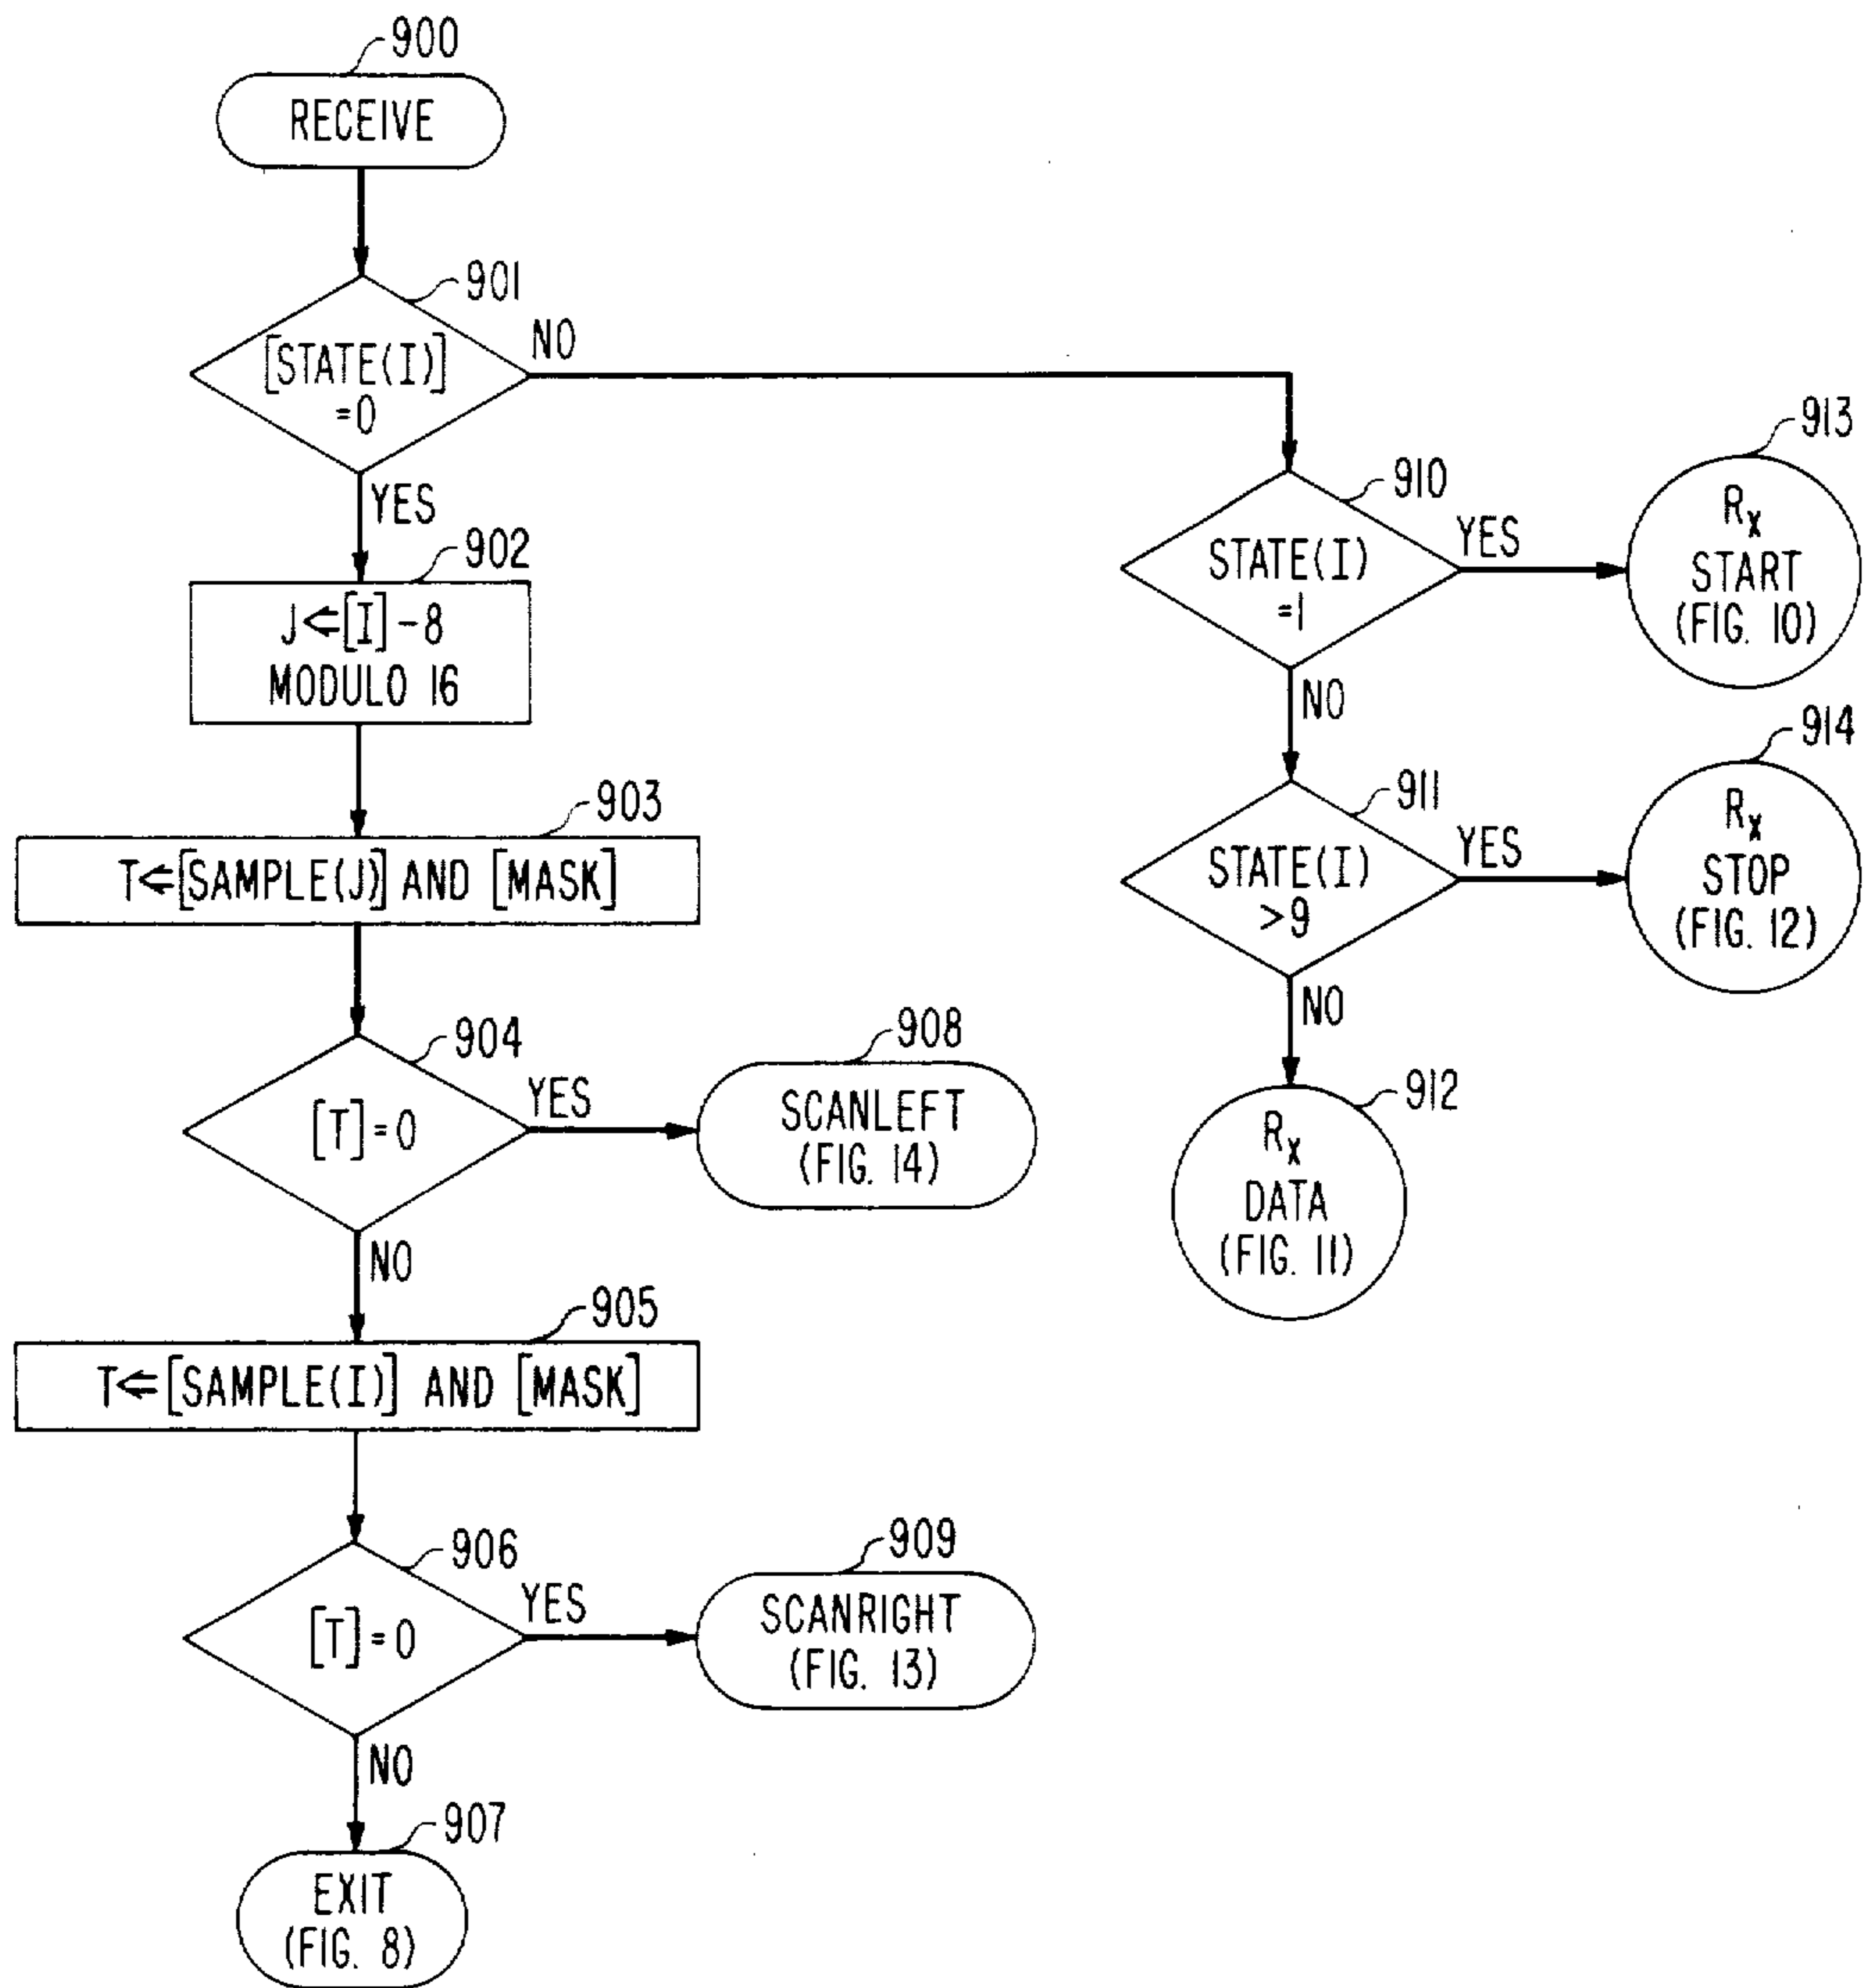 900
RECEIVE
901
[STATE(I)]
=0
NO
YES
902
J⇐[I]-8
MODULO 16
903
T⇐[SAMPLE(J)] AND [MASK]
904
[T]=0
YES
908
SCANLEFT
(FIG. 14)
NO
905
T⇐[SAMPLE(I)] AND [MASK]
906
[T]=0
YES
909
SCANRIGHT
(FIG. 13)
NO
907
EXIT
(FIG. 8)
910
STATE(I)
=1
YES
913
Rx
START
(FIG. 10)
NO
911
STATE(I)
>9
YES
914
Rx
STOP
(FIG. 12)
NO
912
Rx
DATA
(FIG. 11)